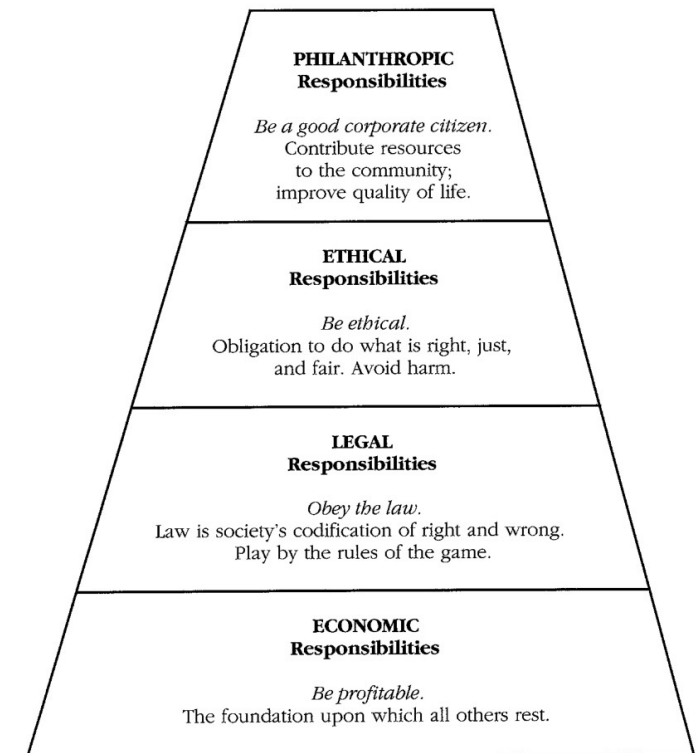 PHILANTHROPIC
Responsibilities
Be a good corporate citizen.
Contribute resources
to the community;
improve quality of life.
ETHICAL
Responsibilities
Be ethical.
Obligation to do what is right, just,
and fair. Avoid harm.
LEGAL
Responsibilities
Obey the law.
Law is society's codification of right and wrong.
Play by the rules of the game.
ECONOMIC
Responsibilities
Be profitable.
The foundation upon which all others rest.